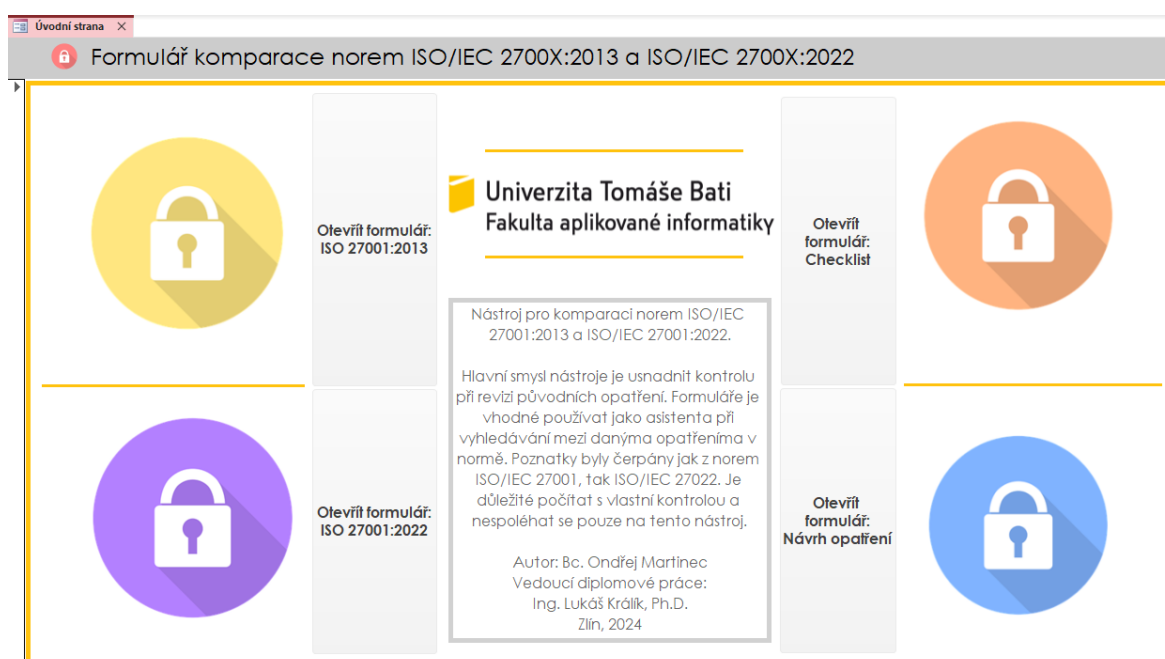 Úvodní strana
Formulář komparace norem ISO/IEC 2700X:2013 a ISO/IEC 2700X:2022
Otevřít formulář:
ISO 27001:2013
Univerzita Tomáše Bati
Fakulta aplikované informatiky
Otevřít
formulář:
Checklist
Nástroj pro komparaci norem ISO/IEC
27001:2013 a ISO/IEC 27001:2022.
Hlavní smysl nástroje je usnadnit kontrolu
při revizi původních opatření. Formuláře je
vhodné používat jako asistenta při
vyhledávání mezi danýma opatřeníma v
normě. Poznatky byly čerpány jak z norem
ISO/IEC 27001, tak ISO/IEC 27022. Je
důležité počítat s vlastní kontrolou a
nespoléhat se pouze na tento nástroj.
Autor: Bc. Ondřej Martinec
Vedoucí diplomové práce:
Ing. Lukáš Králík, Ph.D.
Zlín, 2024
Otevřít formulář:
ISO 27001:2022
Otevřít
formulář:
Návrh opatření